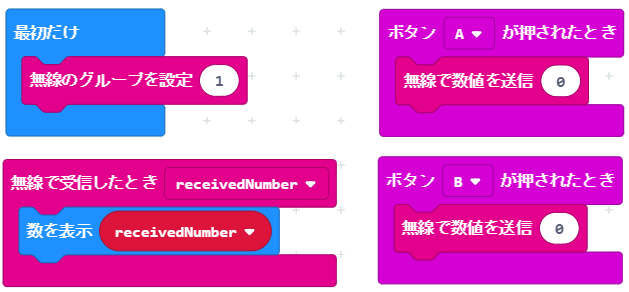 最初だけ
無線のグループを設定 1
ボタン A が押されたとき
無線で数値を送信 0
無線で受信したとき receivedNumber
数を表示 receivedNumber
ボタン B が押されたとき
無線で数値を送信 0